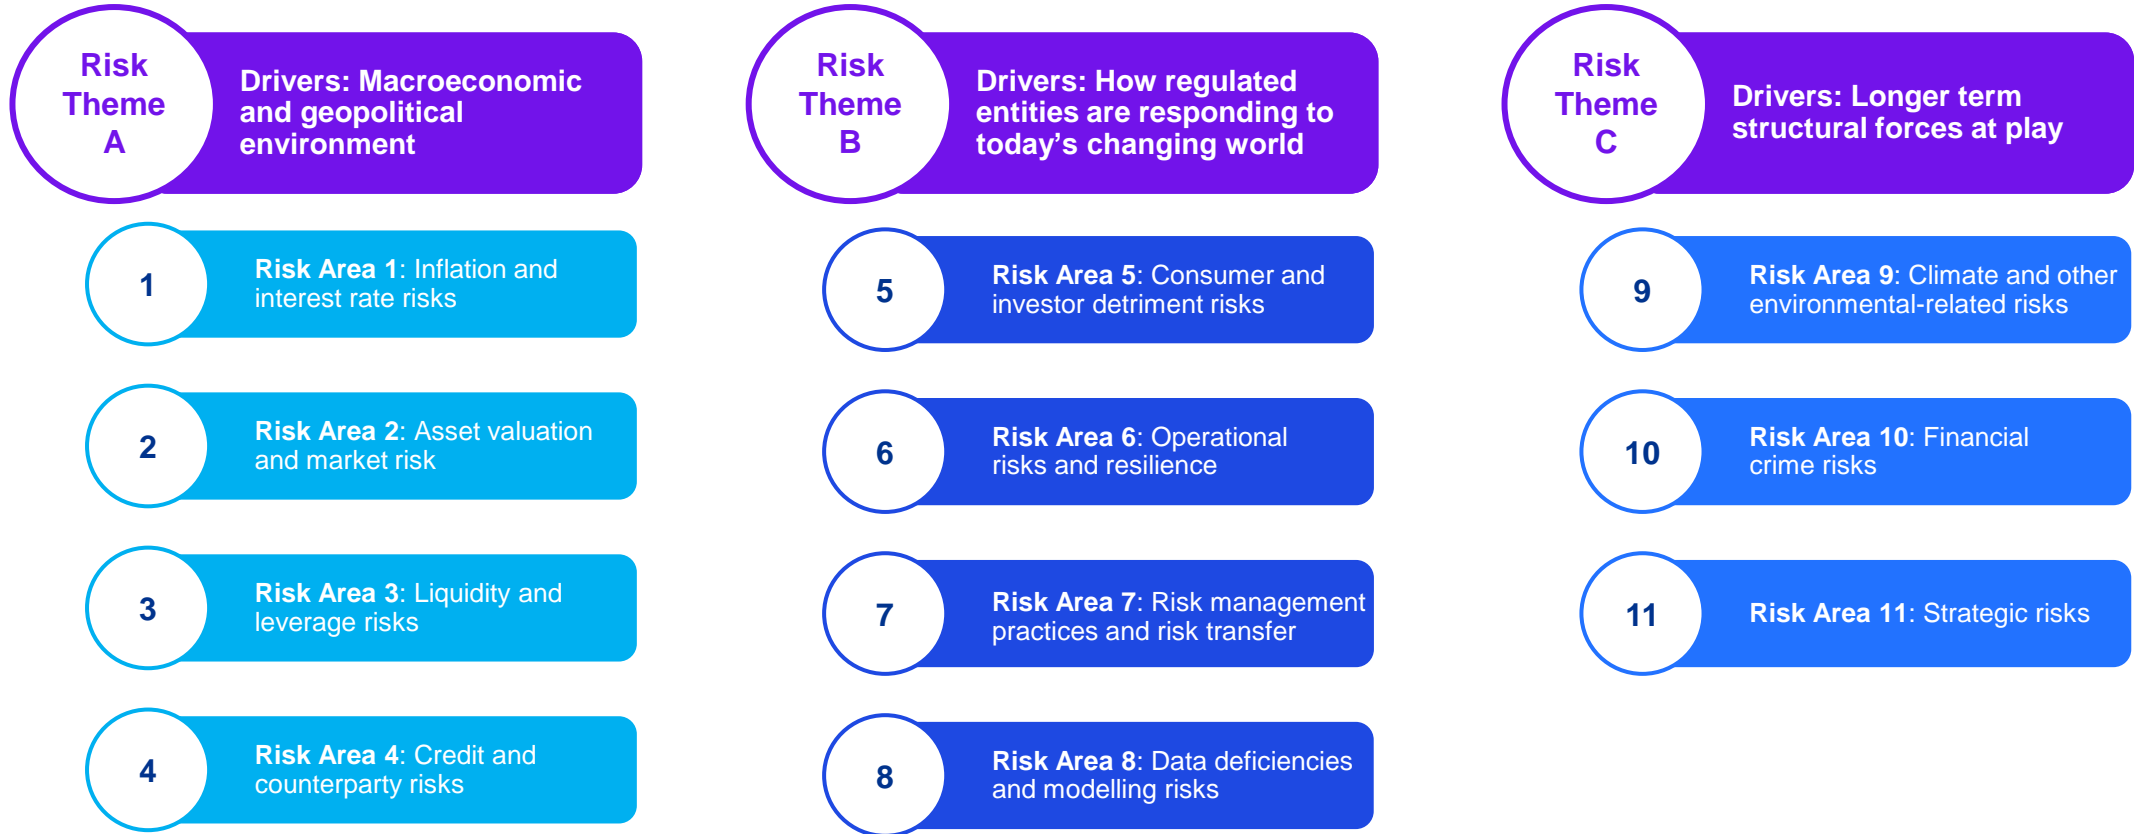 Risk
Theme
A
Drivers: Macroeconomic
and geopolitical
environment
1
Risk Area 1: Inflation and
interest rate risks
2
Risk Area 2: Asset valuation
and market risk
3
Risk Area 3: Liquidity and
leverage risks
4
Risk Area 4: Credit and
counterparty risks
Risk
Theme
B
Drivers: How regulated
entities are responding to
today’s changing world
5
Risk Area 5: Consumer and
investor detriment risks
6
Risk Area 6: Operational
risks and resilience
7
Risk Area 7: Risk management
practices and risk transfer
8
Risk Area 8: Data deficiencies
and modelling risks
Risk
Theme
C
Drivers: Longer term
structural forces at play
9
Risk Area 9: Climate and other
environmental-related risks
10
Risk Area 10: Financial
crime risks
11
Risk Area 11: Strategic risks